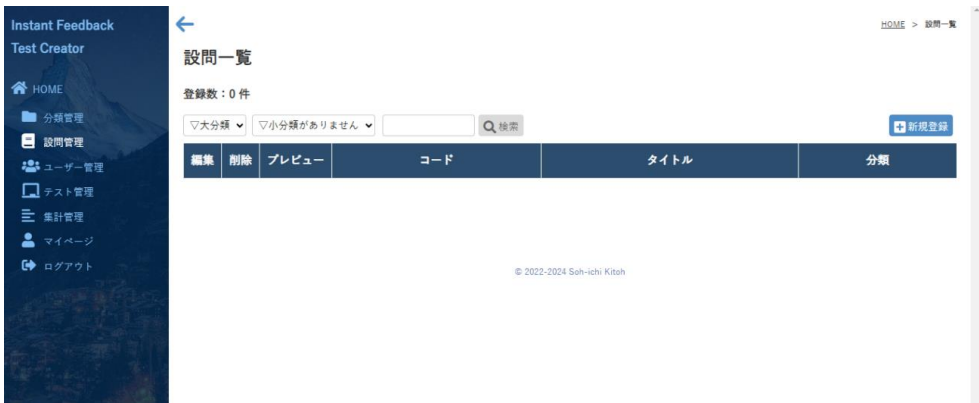 Instant Feedback
Test Creator
HOME
分類管理
設問管理
ユーザー管理
テスト管理
集計管理
マイページ
ログアウト
HOME > 設問一覧
設問一覧
登録数：0 件
▽大分類 ▽小分類がありません 検索 新規登録
編集 削除 プレビュー コード タイトル 分類
© 2022-2024 Soh-ichi Kitoh